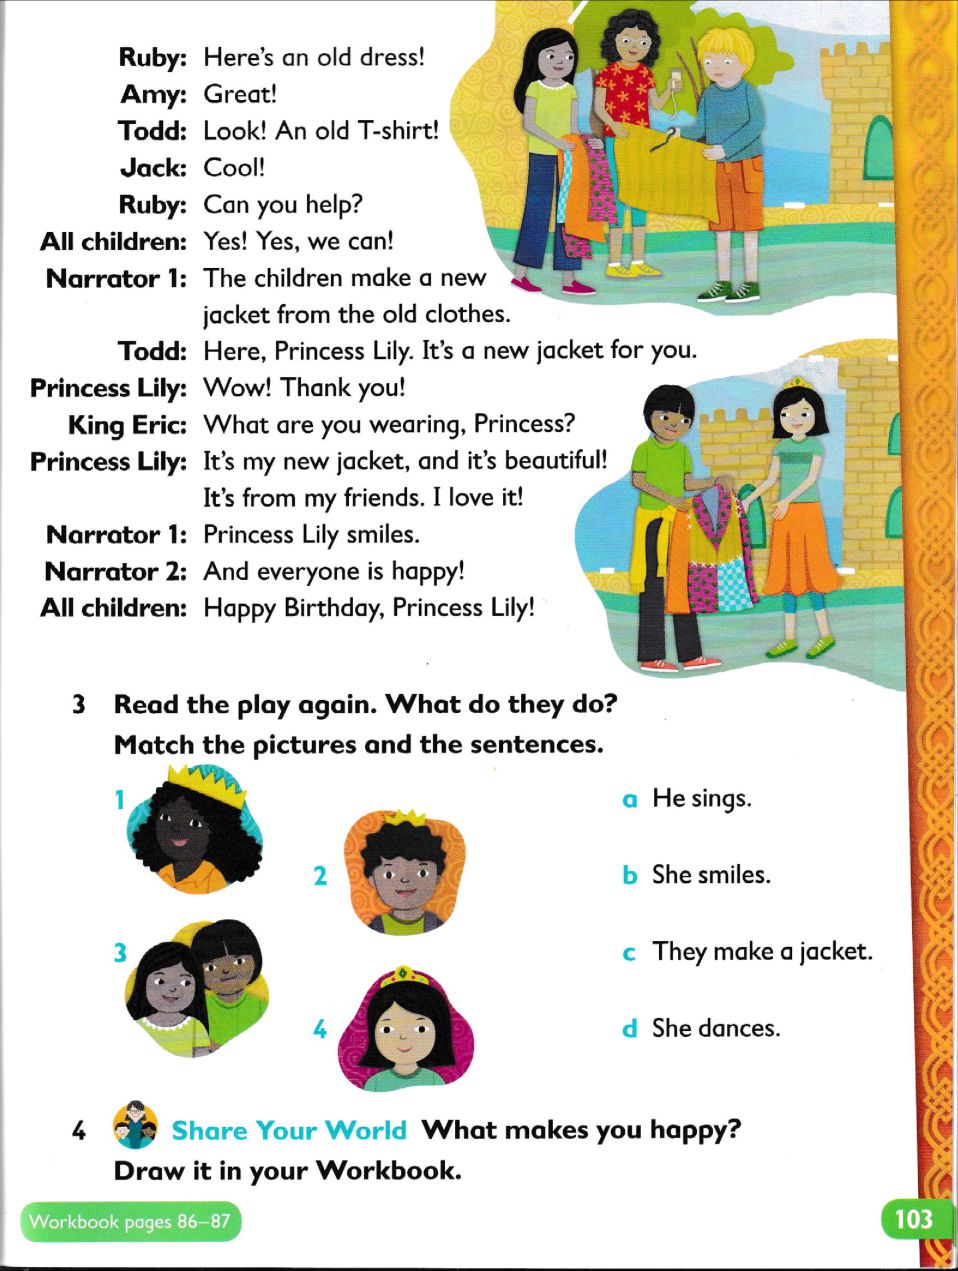 Ruby: Here's an old dress!
Amy: Great!
Todd: Look! An old T-shirt!
Jack: Cool!
Ruby: Can you help?
All children: Yes! Yes, we can!
Narrator 1: The children make a new
jacket from the old clothes.
Todd: Here, Princess Lily. It's a new jacket for you.
Princess Lily: Wow! Thank you!
King Eric: What are you wearing, Princess?
Princess Lily: It's my new jacket, and it's beautiful!
It's from my friends. I love it!
Narrator 1: Princess Lily smiles.
Narrator 2: And everyone is happy!
All children: Happy Birthday, Princess Lily!
3 Read the play again. What do they do?
Match the pictures and the sentences.
1
2
3
4
a He sings.
b She smiles.
c They make a jacket.
d She dances.
4 Share Your World What makes you happy?
Draw it in your Workbook.
Workbook pages 86–87
103